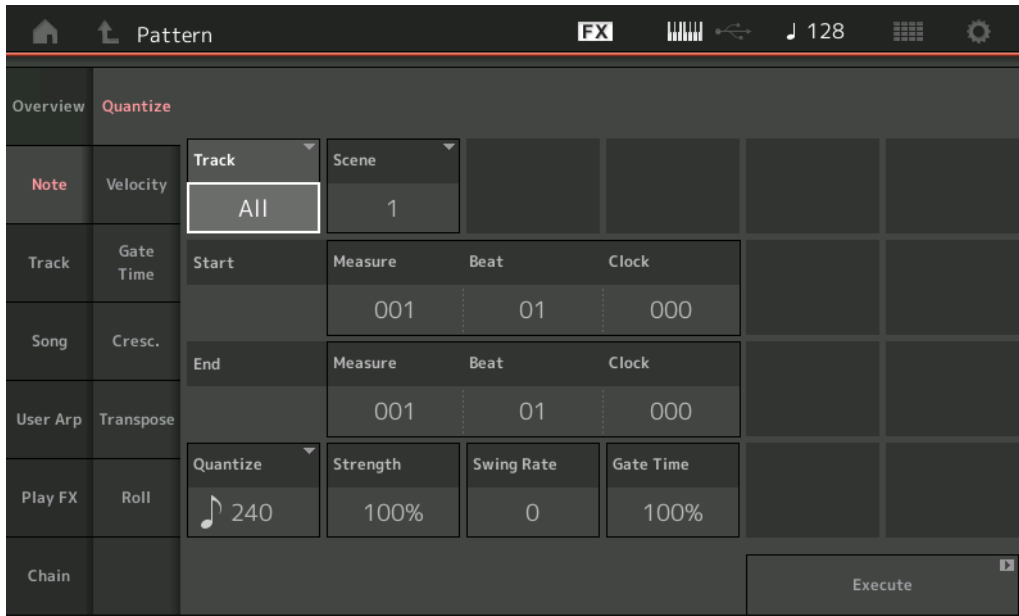 Pattern
FX
128
Overview
Quantize
Track
Scene
Note
Velocity
All
1
Track
Gate
Time
Start
Measure
Beat
Clock
001
01
000
Song
Cresc.
End
Measure
Beat
Clock
001
01
000
User Arp
Transpose
Quantize
Strength
Swing Rate
Gate Time
Play FX
Roll
240
100%
0
100%
Chain
Execute